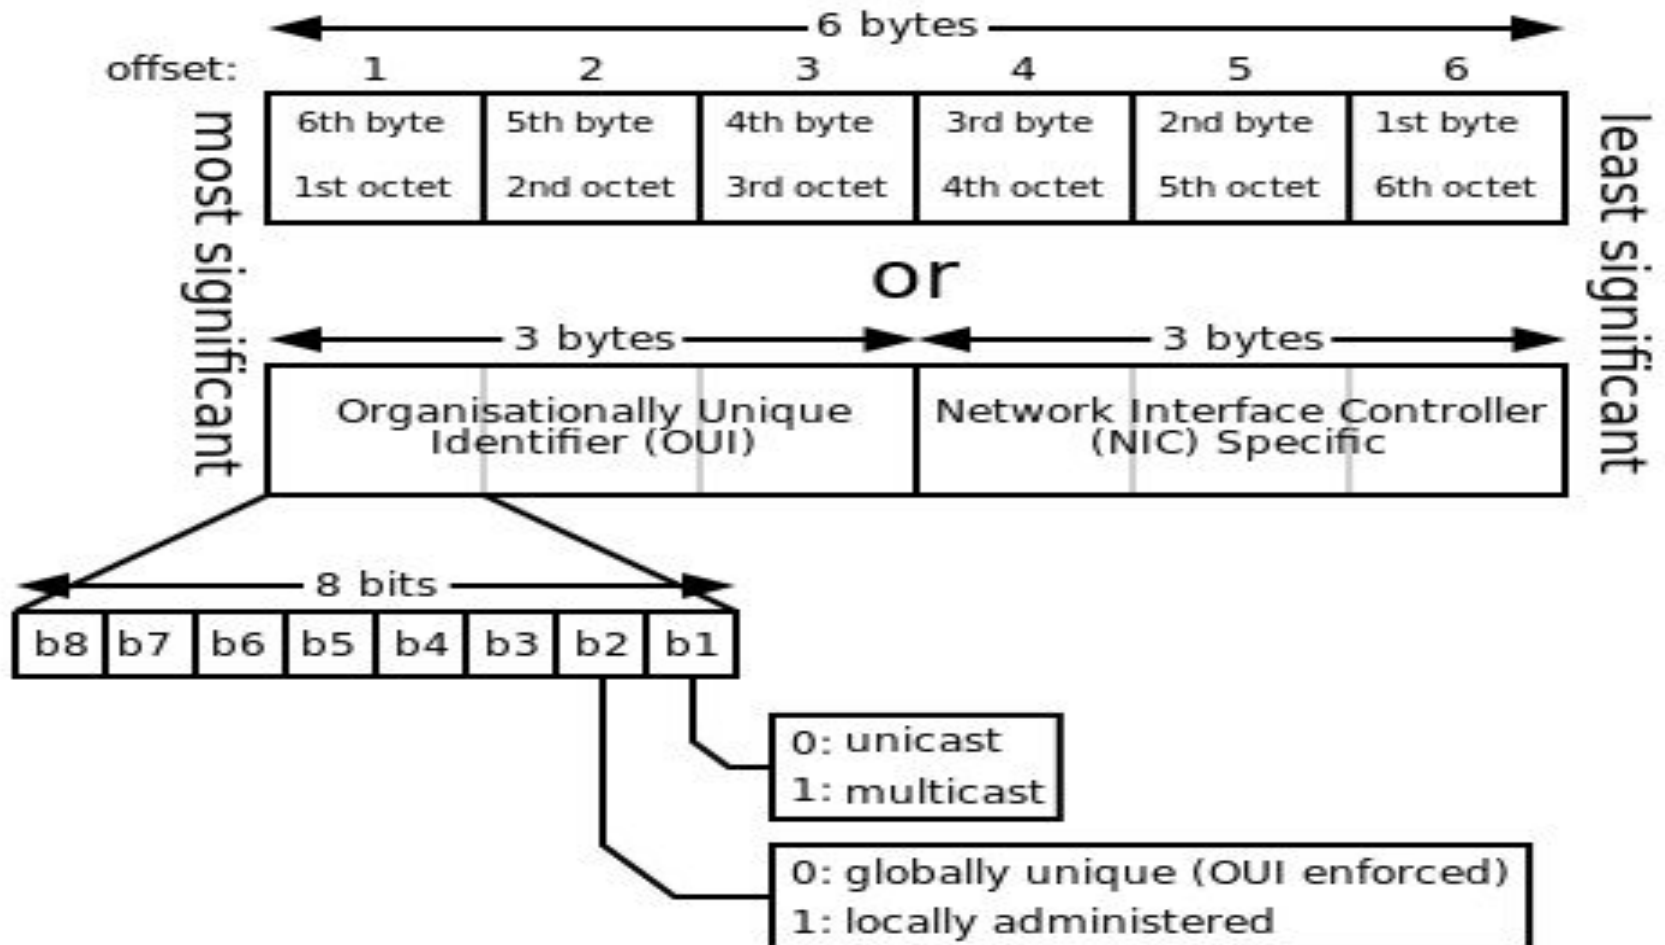 6 bytes
offset: 1 2 3 4 5 6
most significant
6th byte 5th byte 4th byte 3rd byte 2nd byte 1st byte
1st octet 2nd octet 3rd octet 4th octet 5th octet 6th octet
least significant
or
3 bytes 3 bytes
Organisationally Unique
Identifier (OUI)
Network Interface Controller
(NIC) Specific
8 bits
b8 b7 b6 b5 b4 b3 b2 b1
0: unicast
1: multicast
0: globally unique (OUI enforced)
1: locally administered